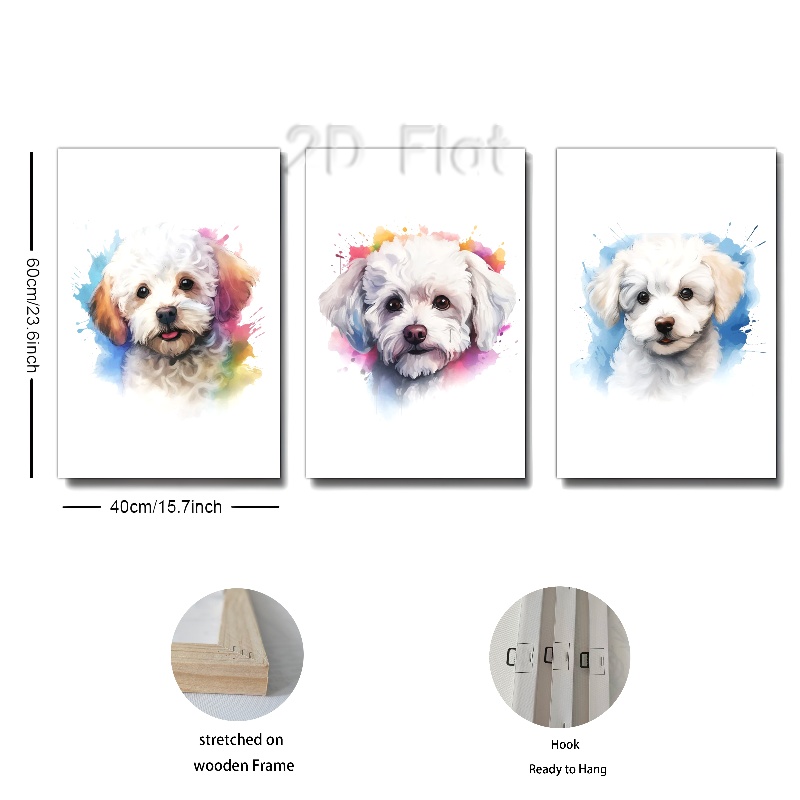 2D Flat
60cm/23.6inch
40cm/15.7inch
stretched on
wooden Frame
Hook
Ready to Hang